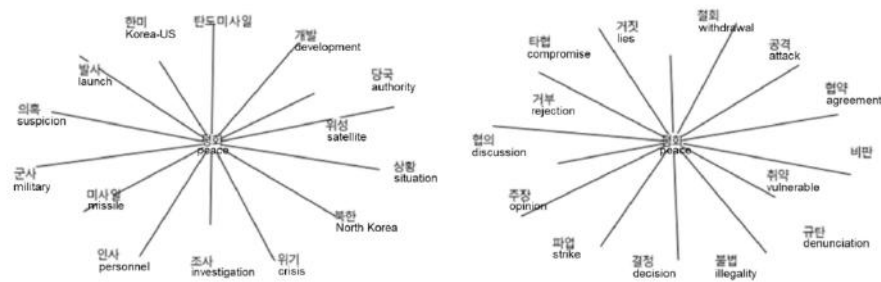 한미
Korea-US
탄도미사일
개발
development
발사
launch
당국
authority
의혹
suspicion
위성
satellite
평화
peace
상황
situation
군사
military
미사일
missile
북한
North Korea
인사
personnel
조사
investigation
위기
crisis
거짓
lies
철회
withdrawal
타협
compromise
공격
attack
거부
rejection
협약
agreement
협의
discussion
평화
peace
비판
취약
vulnerable
주장
opinion
파업
strike
규탄
denunciation
결정
decision
불법
illegality